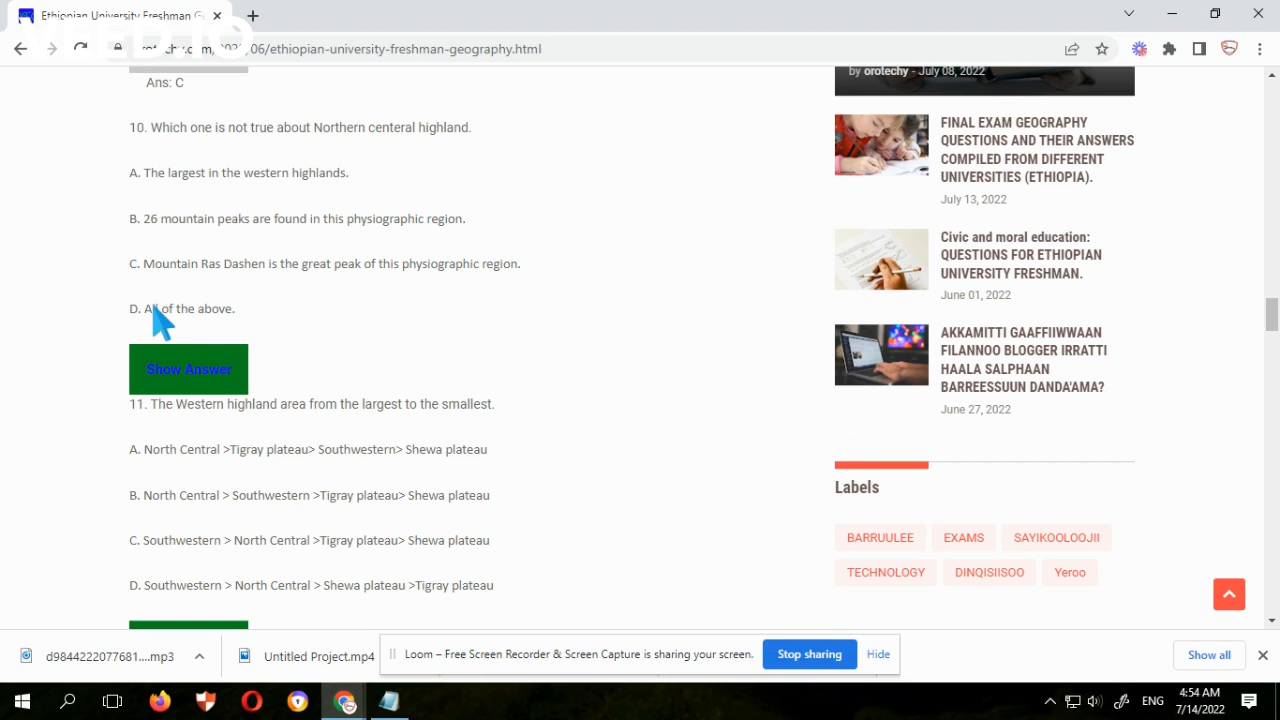 Ethiopian University Freshman G
VEED.IO
/06/ethiopian-university-freshman-geography.html
Ans: C
10. Which one is not true about Northern centeral highland.
A. The largest in the western highlands.
B. 26 mountain peaks are found in this physiographic region.
C. Mountain Ras Dashen is the great peak of this physiographic region.
D. All of the above.
Show Answer
11. The Western highland area from the largest to the smallest.
A. North Central >Tigray plateau> Southwestern> Shewa plateau
B. North Central > Southwestern >Tigray plateau> Shewa plateau
C. Southwestern > North Central >Tigray plateau> Shewa plateau
D. Southwestern > North Central > Shewa plateau >Tigray plateau
by orotechy - July 08, 2022
FINAL EXAM GEOGRAPHY
QUESTIONS AND THEIR ANSWERS
COMPILED FROM DIFFERENT
UNIVERSITIES (ETHIOPIA).
July 13, 2022
Civic and moral education:
QUESTIONS FOR ETHIOPIAN
UNIVERSITY FRESHMAN.
June 01, 2022
AKKAMITTI GAAFFIIWWAAN
FILANNOO BLOGGER IRRATTI
HAALA SALPHAAN
BARREESSUUN DANDA'AMA?
June 27, 2022
Labels
BARRUULEE EXAMS SAYIKOOLOOJII
TECHNOLOGY DINQISIISOO Yeroo
d9844222077681....mp3
Untitled Project.mp4
Loom – Free Screen Recorder & Screen Capture is sharing your screen.
Stop sharing
Hide
Show all
ENG
4:54 AM
7/14/2022